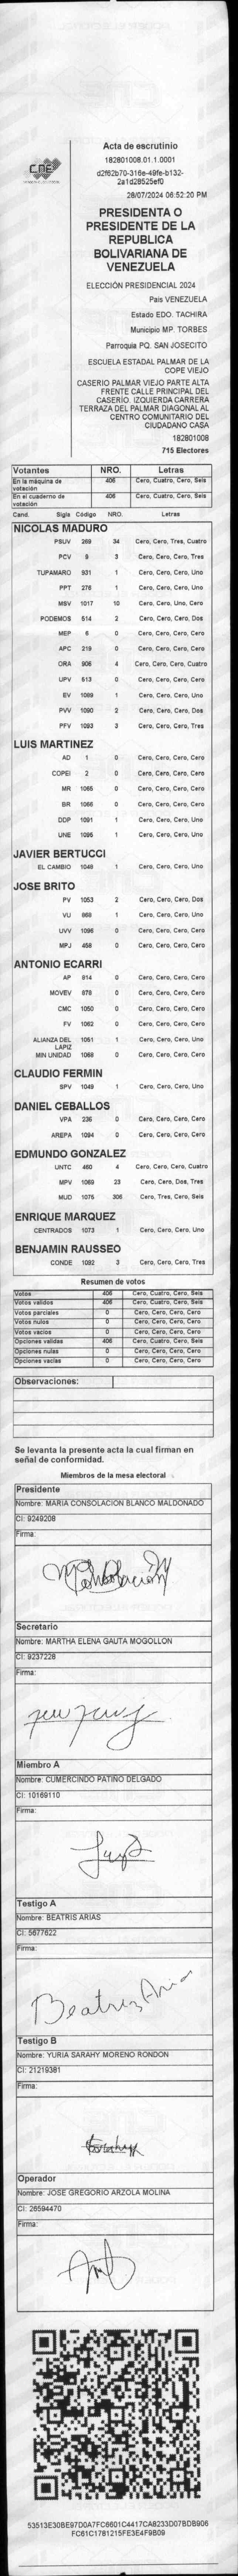 CNE
Acta de escrutinio
182801008.01.1.0001
d2f62b70-316e-49fe-b132-
2a1d28525ef0
28/07/2024 06:52:20 PM
PRESIDENTA O
PRESIDENTE DE LA
REPUBLICA
BOLIVARIANA DE
VENEZUELA
ELECCIÓN PRESIDENCIAL 2024
País VENEZUELA
Estado EDO. TACHIRA
Municipio MP. TORBES
Parroquia PQ. SAN JOSECITO
ESCUELA ESTADAL PALMAR DE LA
COPE VIEJO
CASERIO PALMAR VIEJO PARTE ALTA
FRENTE CALLE PRINCIPAL DEL
CASERÍO. IZQUIERDA CARRERA
TERRAZA DEL PALMAR DIAGONAL AL
CENTRO COMUNITARIO DEL
CIUDADANO CASA
182801008
715 Electores
Votantes NRO. Letras
En la máquina de votación 406 Cero, Cuatro, Cero, Seis
En el cuaderno de votación 406 Cero, Cuatro, Cero, Seis
Cand. Sigla Código NRO. Letras
NICOLAS MADURO
PSUV 269 34 Cero, Cero, Tres, Cuatro
PCV 9 3 Cero, Cero, Cero, Tres
TUPAMARO 931 1 Cero, Cero, Cero, Uno
PPT 276 1 Cero, Cero, Cero, Uno
MSV 1017 10 Cero, Cero, Uno, Cero
PODEMOS 514 2 Cero, Cero, Cero, Dos
MEP 6 0 Cero, Cero, Cero, Cero
APC 219 0 Cero, Cero, Cero, Cero
ORA 906 4 Cero, Cero, Cero, Cuatro
UPV 613 0 Cero, Cero, Cero, Cero
EV 1089 1 Cero, Cero, Cero, Uno
PVV 1090 2 Cero, Cero, Cero, Dos
PFV 1093 3 Cero, Cero, Cero, Tres
LUIS MARTINEZ
AD 1 0 Cero, Cero, Cero, Cero
COPEI 2 0 Cero, Cero, Cero, Cero
MR 1065 0 Cero, Cero, Cero, Cero
BR 1066 0 Cero, Cero, Cero, Cero
DDP 1091 1 Cero, Cero, Cero, Uno
UNE 1095 1 Cero, Cero, Cero, Uno
JAVIER BERTUCCI
EL CAMBIO 1046 1 Cero, Cero, Cero, Uno
JOSE BRITO
PV 1053 2 Cero, Cero, Cero, Dos
VU 869 1 Cero, Cero, Cero, Uno
UVV 1096 0 Cero, Cero, Cero, Cero
MPJ 458 0 Cero, Cero, Cero, Cero
ANTONIO ECARRI
AP 814 0 Cero, Cero, Cero, Cero
MOVEV 879 0 Cero, Cero, Cero, Cero
CMC 1050 0 Cero, Cero, Cero, Cero
FV 1062 0 Cero, Cero, Cero, Cero
ALIANZA DEL LAPIZ 1051 1 Cero, Cero, Cero, Uno
MIN UNIDAD 1068 0 Cero, Cero, Cero, Cero
CLAUDIO FERMIN
SPV 1049 1 Cero, Cero, Cero, Uno
DANIEL CEBALLOS
VPA 236 0 Cero, Cero, Cero, Cero
AREPA 1094 0 Cero, Cero, Cero, Cero
EDMUNDO GONZALEZ
UNTC 460 4 Cero, Cero, Cero, Cuatro
MPV 1069 23 Cero, Cero, Dos, Tres
MUD 1075 306 Cero, Tres, Cero, Seis
ENRIQUE MARQUEZ
CENTRADOS 1073 1 Cero, Cero, Cero, Uno
BENJAMIN RAUSSEO
CONDE 1092 3 Cero, Cero, Cero, Tres
Resumen de votos
Votos 406 Cero, Cuatro, Cero, Seis
Votos validos 406 Cero, Cuatro, Cero, Seis
Votos parciales 0 Cero, Cero, Cero, Cero
Votos nulos 0 Cero, Cero, Cero, Cero
Votos vacios 0 Cero, Cero, Cero, Cero
Opciones validas 406 Cero, Cuatro, Cero, Seis
Opciones nulas 0 Cero, Cero, Cero, Cero
Opciones vacias 0 Cero, Cero, Cero, Cero
Observaciones:
Se levanta la presente acta la cual firman en
señal de conformidad.
Miembros de la mesa electoral
Presidente
Nombre: MARIA CONSOLACION BLANCO MALDONADO
CI: 9249208
Firma:
Secretario
Nombre: MARTHA ELENA GAUTA MOGOLLON
CI: 9237228
Firma:
Miembro A
Nombre: CUMERCINDO PATIÑO DELGADO
CI: 10169110
Firma:
Testigo A
Nombre: BEATRIS ARIAS
CI: 5677622
Firma:
Beatriz Arias
Testigo B
Nombre: YURIA SARAHY MORENO RONDON
CI: 21219381
Firma:
Operador
Nombre: JOSE GREGORIO ARZOLA MOLINA
CI: 26594470
Firma:
53513E30BE97D0A7FC6601C4417CA8233D07BDB906
FC61C1781215FE3E4F9B09